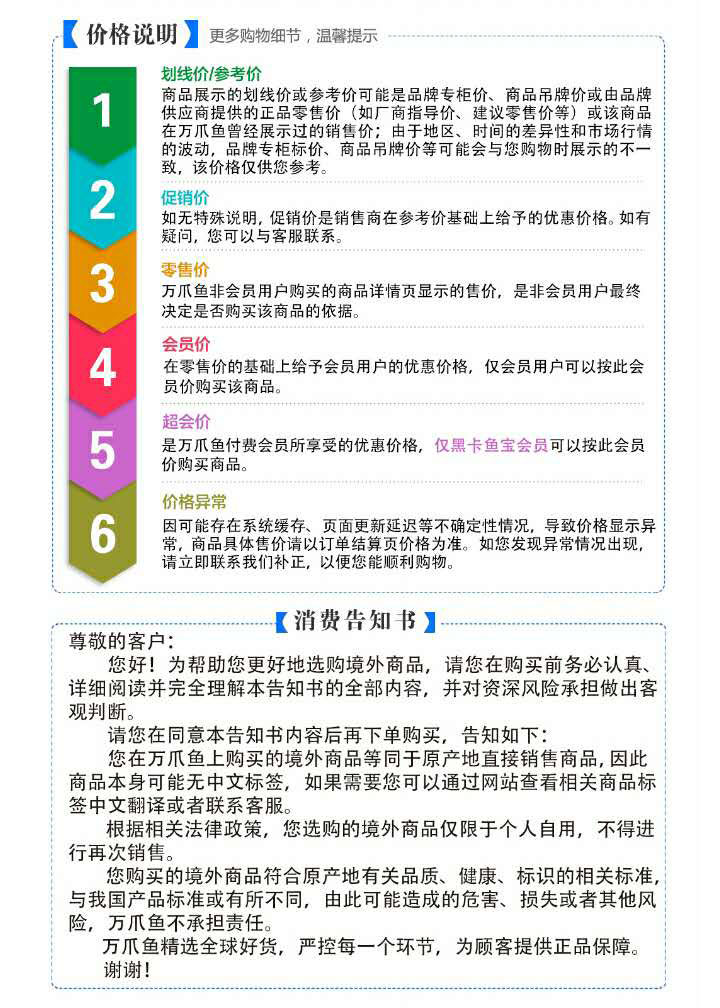 【价格说明】更多购物细节，温馨提示
1
划线价/参考价
商品展示的划线价或参考价可能是品牌专柜价、商品吊牌价或由品牌
供应商提供的正品零售价（如厂商指导价、建议零售价等）或该商品
在万爪鱼曾经展示过的销售价；由于地区、时间的差异性和市场行情
的波动，品牌专柜标价、商品吊牌价等可能会与您购物时展示的不一
致，该价格仅供您参考。
2
促销价
如无特殊说明，促销价是销售商在参考价基础上给予的优惠价格。如有
疑问，您可以与客服联系。
3
零售价
万爪鱼非会员用户购买的商品详情页显示的售价，是非会员用户最终
决定是否购买该商品的依据。
4
会员价
在零售价的基础上给予会员用户的优惠价格，仅会员用户可以按此会
员价购买该商品。
5
超会价
是万爪鱼付费会员所享受的优惠价格，仅黑卡鱼宝会员可以按此会员
价购买商品。
6
价格异常
因可能存在系统缓存、页面更新延迟等不确定性情况，导致价格显示异
常，商品具体售价请以订单结算页价格为准。如您发现异常情况出现，
请立即联系我们补正，以便您能顺利购物。
【消费告知书】
尊敬的客户：
您好！为帮助您更好地选购境外商品，请您在购买前务必认真、
详细阅读并完全理解本告知书的全部内容，并对资深风险承担做出客
观判断。
请您在同意本告知书内容后再下单购买，告知如下：
您在万爪鱼上购买的境外商品等同于原产地直接销售商品，因此
商品本身可能无中文标签，如果需要您可以通过网站查看相关商品标
签中文翻译或者联系客服。
根据相关法律政策，您选购的境外商品仅限于个人自用，不得进
行再次销售。
您购买的境外商品符合原产地有关品质、健康、标识的相关标准，
与我国产品标准或有所不同，由此可能造成的危害、损失或者其他风
险，万爪鱼不承担责任。
万爪鱼精选全球好货，严控每一个环节，为顾客提供正品保障。
谢谢！